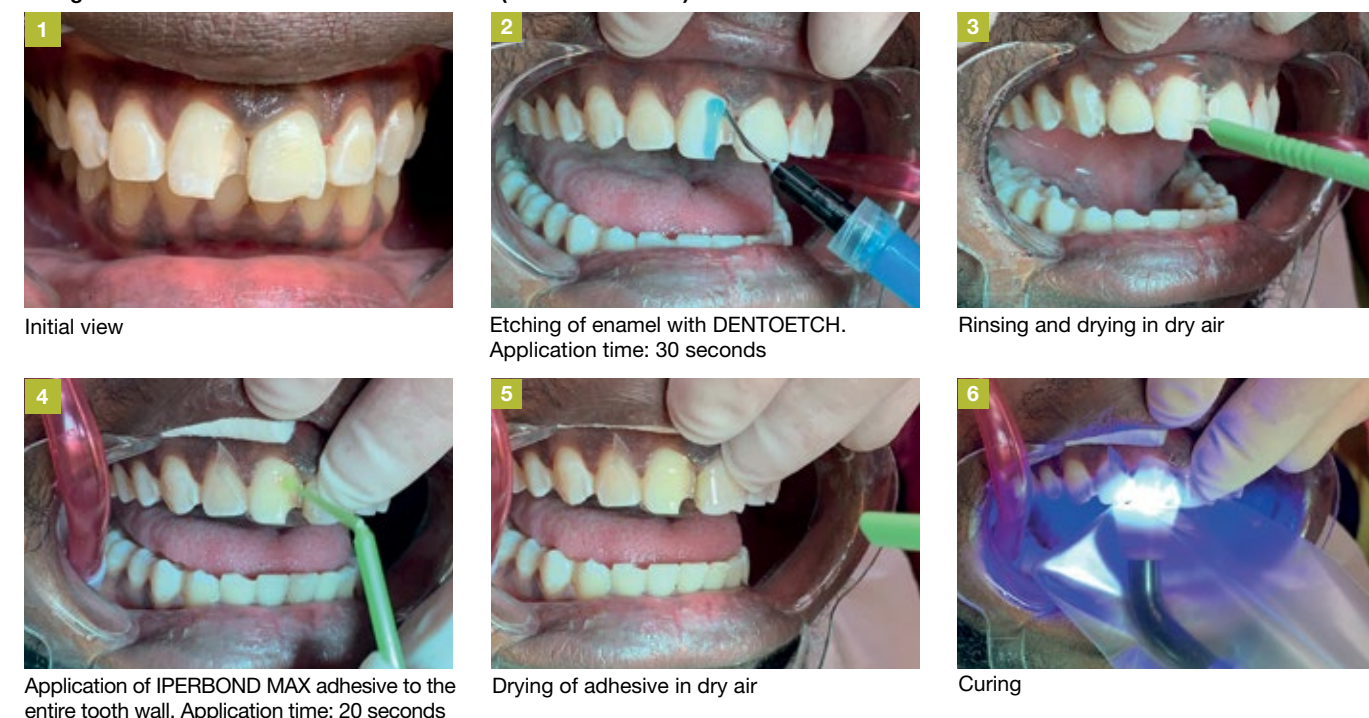 1
2
3
Initial view
Etching of enamel with DENTOETCH.
Application time: 30 seconds
Rinsing and drying in dry air
4
5
6
Application of IPERBOND MAX adhesive to the
entire tooth wall. Application time: 20 seconds
Drying of adhesive in dry air
Curing